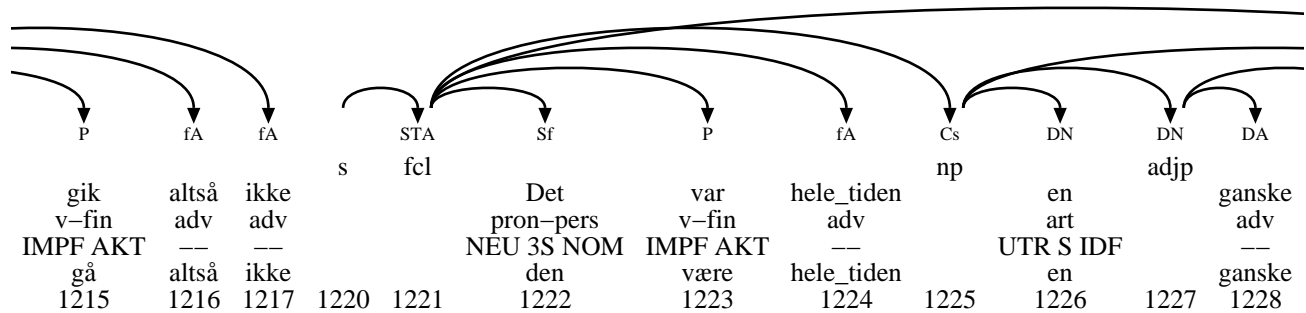 P fA fA STA Sf P fA Cs DN DN DA
s fcl np adjp
gik altså ikke Det var hele_tiden en ganske
v−fin adv adv pron−pers v−fin adv art adv
IMPF AKT −− −− NEU 3S NOM IMPF AKT −− UTR S IDF −−
gå altså ikke den være hele_tiden en ganske
1215 1216 1217 1220 1221 1222 1223 1224 1225 1226 1227 1228